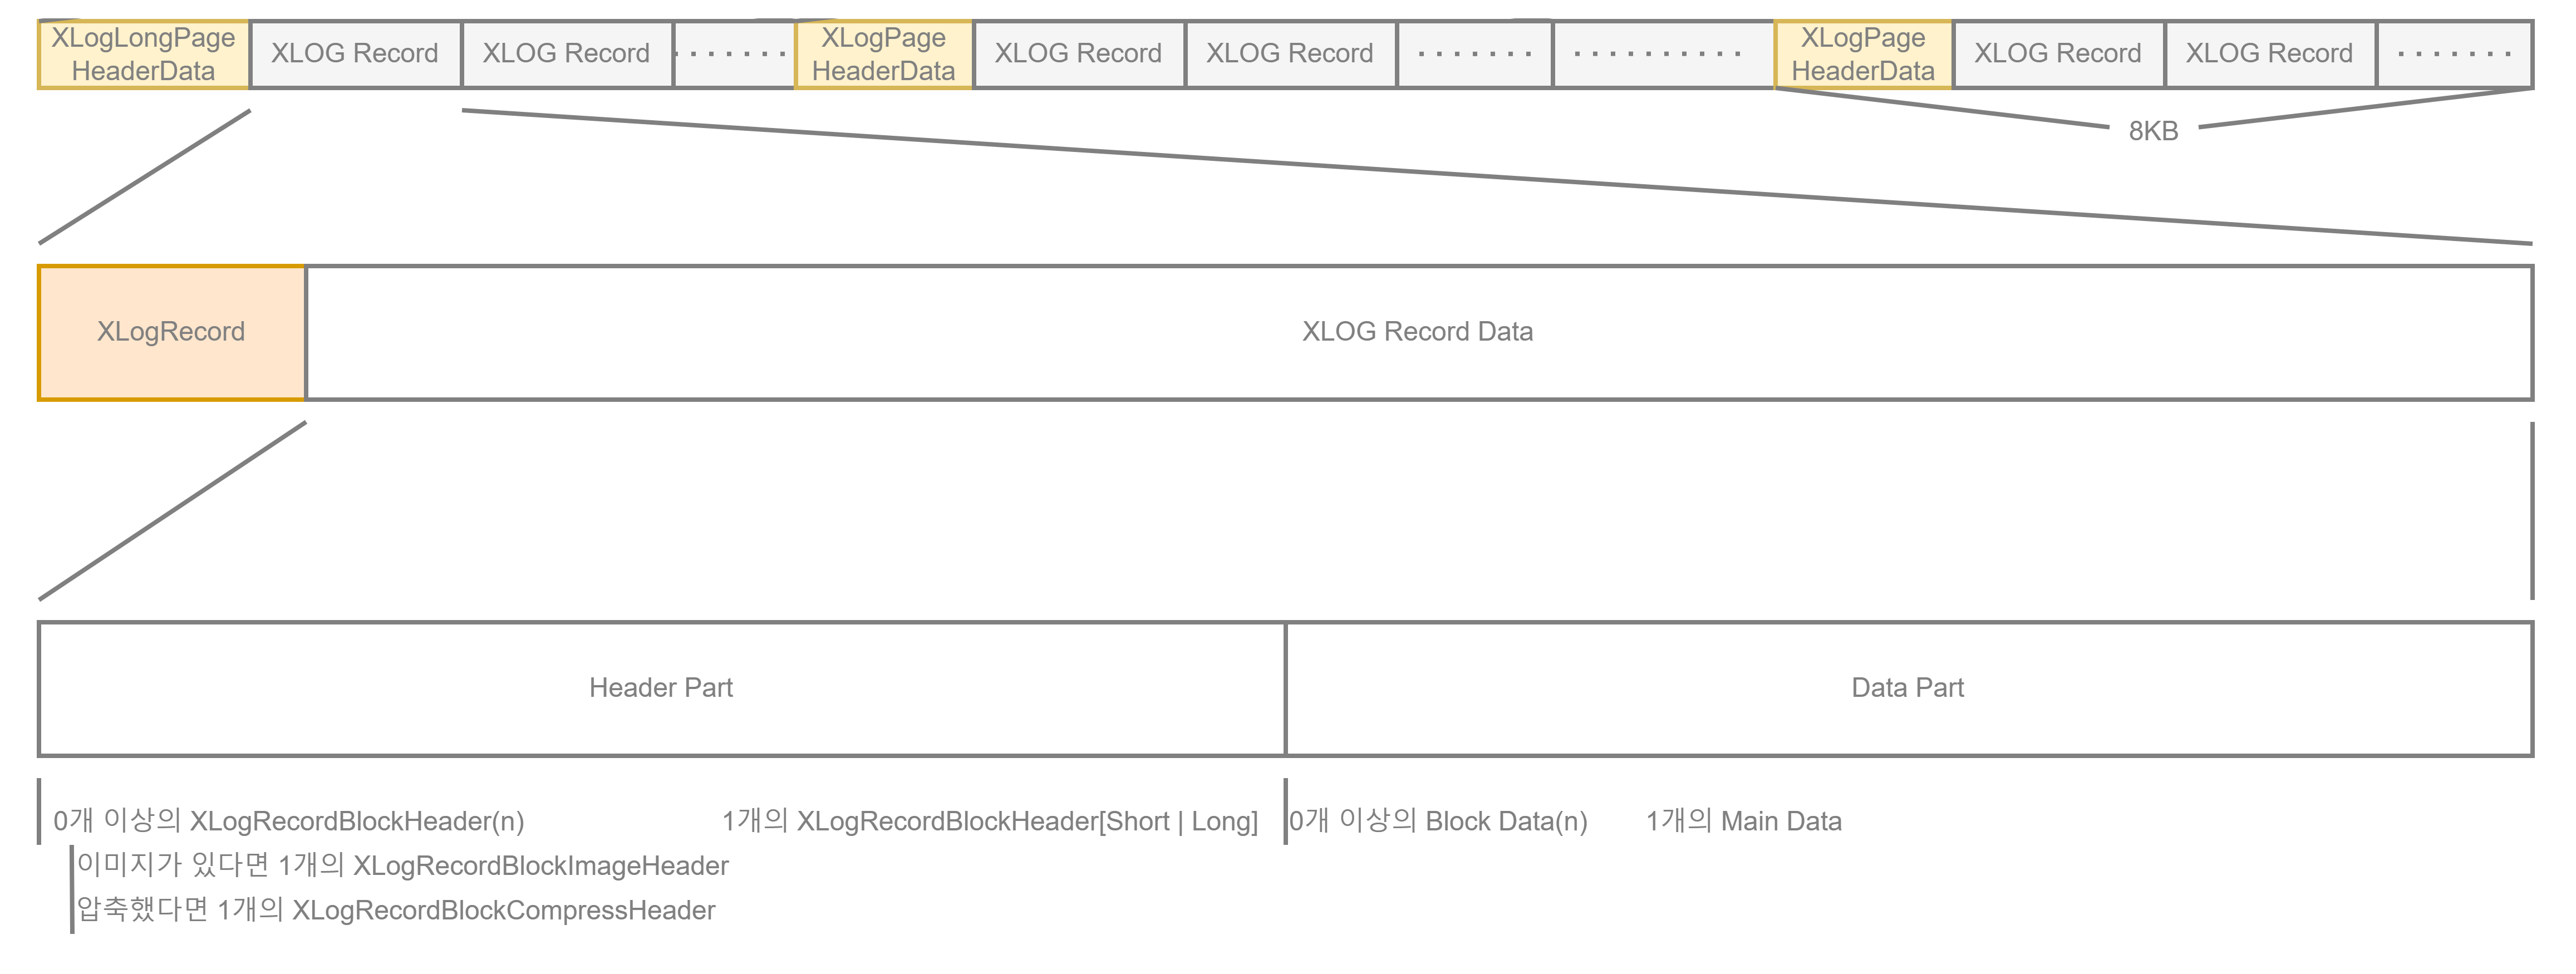 XLogLongPage
HeaderData
XLOG Record
XLOG Record
. . . . . . .
XLogPage
HeaderData
XLOG Record
XLOG Record
. . . . . . .
. . . . . . . . . .
XLogPage
HeaderData
XLOG Record
XLOG Record
. . . . . . .
8KB
XLogRecord
XLOG Record Data
Header Part
Data Part
0개 이상의 XLogRecordBlockHeader(n)
1개의 XLogRecordBlockHeader[Short | Long]
0개 이상의 Block Data(n)
1개의 Main Data
이미지가 있다면 1개의 XLogRecordBlockImageHeader
압축했다면 1개의 XLogRecordBlockCompressHeader